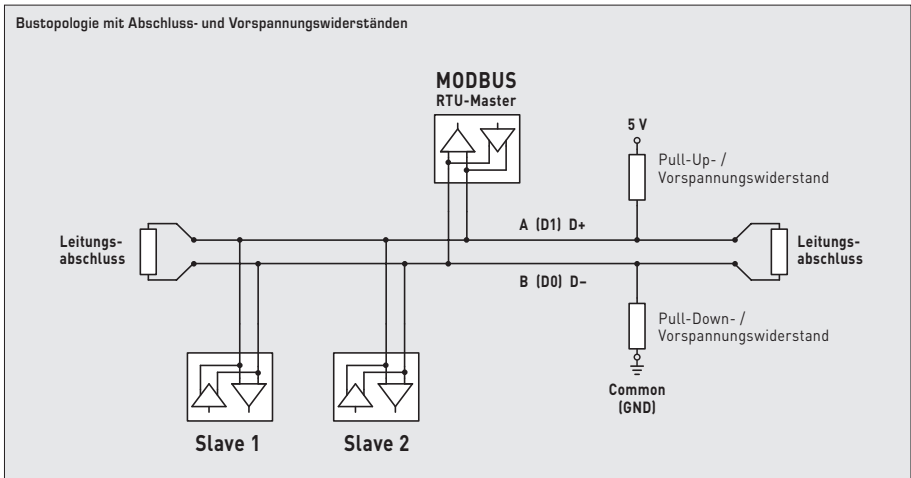 Bustopologie mit Abschluss- und Vorspannungswiderständen
MODBUS
RTU-Master
5 V
Pull-Up- /
Vorspannungswiderstand
A (D1) D+
Leitungs-
abschluss
Leitungs-
abschluss
B (D0) D–
Pull-Down- /
Vorspannungswiderstand
Common
(GND)
Slave 1
Slave 2